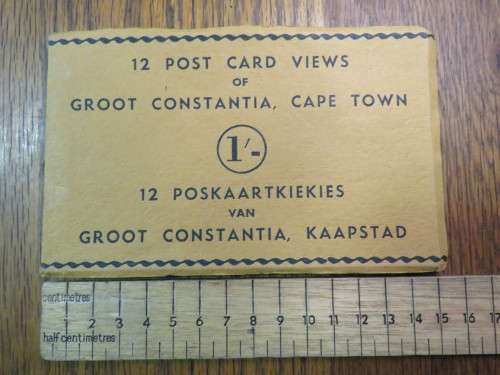 12 POST CARD VIEWS
OF
GROOT CONSTANTIA, CAPE TOWN
1/-
12 POSKAARTKIEKIES
VAN
GROOT CONSTANTIA, KAAPSTAD
centimetres
1 2 3 4 5 6 7 8 9 10 11 12 13 14 15 16 17
half centimetres